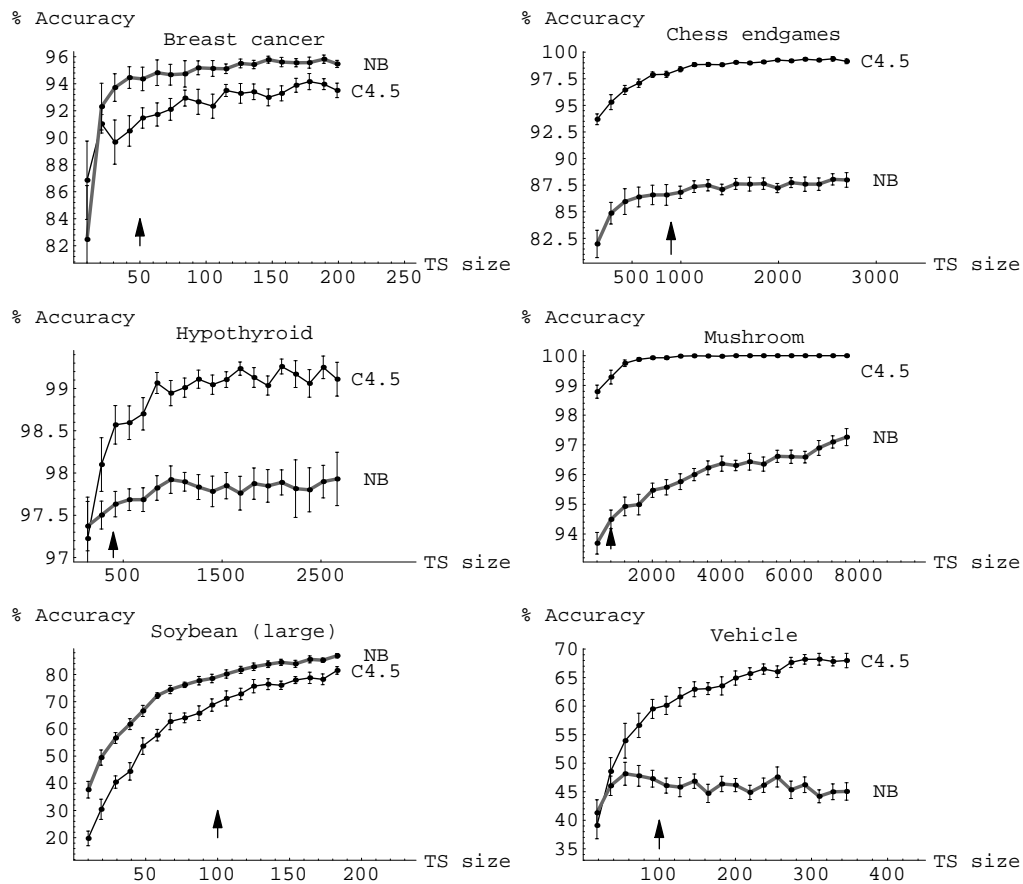 % Accuracy
Breast cancer
96
94
92
90
88
86
84
82
NB
C4.5
50
100
150
200
250
TS size
% Accuracy
Chess endgames
100
97.5
95
92.5
90
87.5
85
82.5
C4.5
NB
500
1000
2000
3000
TS size
% Accuracy
Hypothyroid
99
98.5
98
97.5
97
C4.5
NB
500
1500
2500
TS size
% Accuracy
Mushroom
100
99
98
97
96
95
94
C4.5
NB
2000
4000
6000
8000
TS size
% Accuracy
Soybean (large)
80
70
60
50
40
30
20
NB
C4.5
50
100
150
200
TS size
% Accuracy
Vehicle
70
65
60
55
50
45
40
35
C4.5
NB
100
200
300
400
TS size